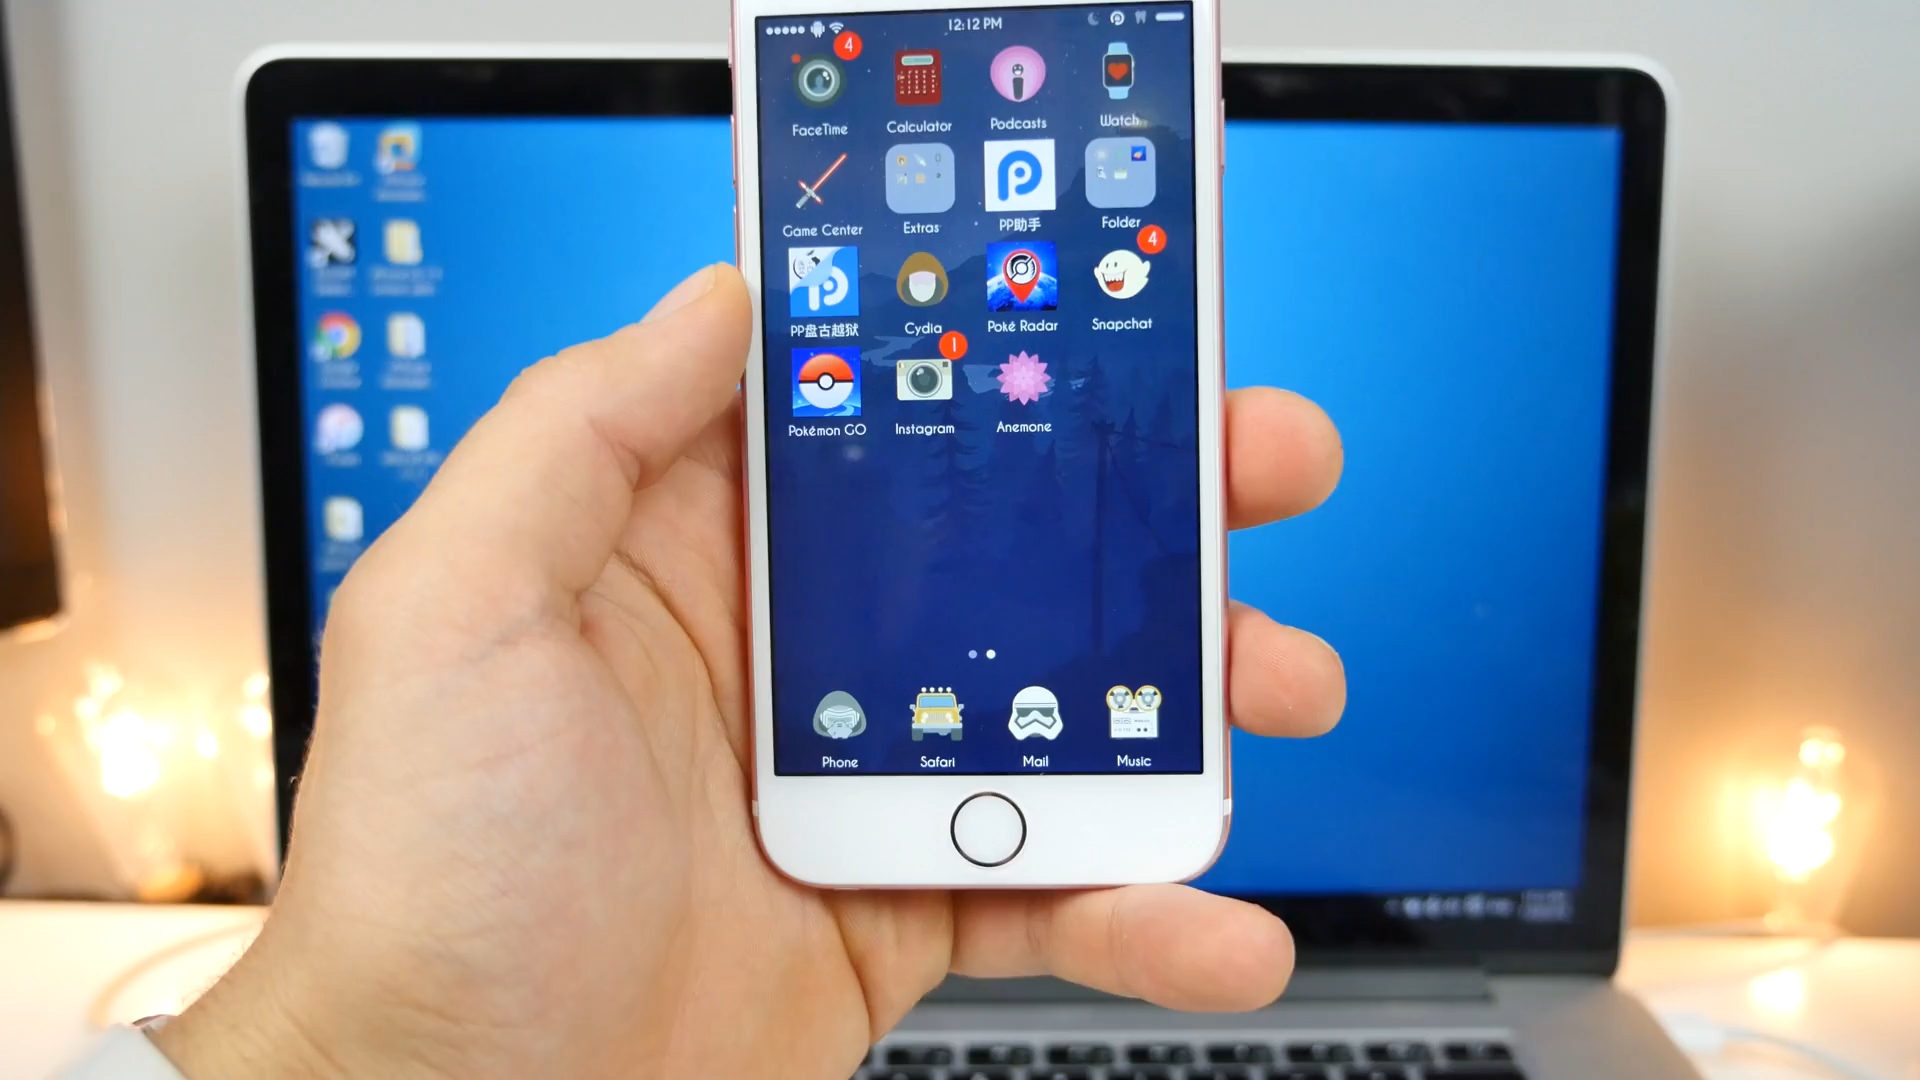 12:12 PM
4
FaceTime
Calculator
Podcasts
Watch
Game Center
Extras
PP助手
Folder
PP盘古越狱
Cydia
Poké Radar
4
Snapchat
Pokémon GO
1
Instagram
Anemone
Phone
Safari
Mail
Music